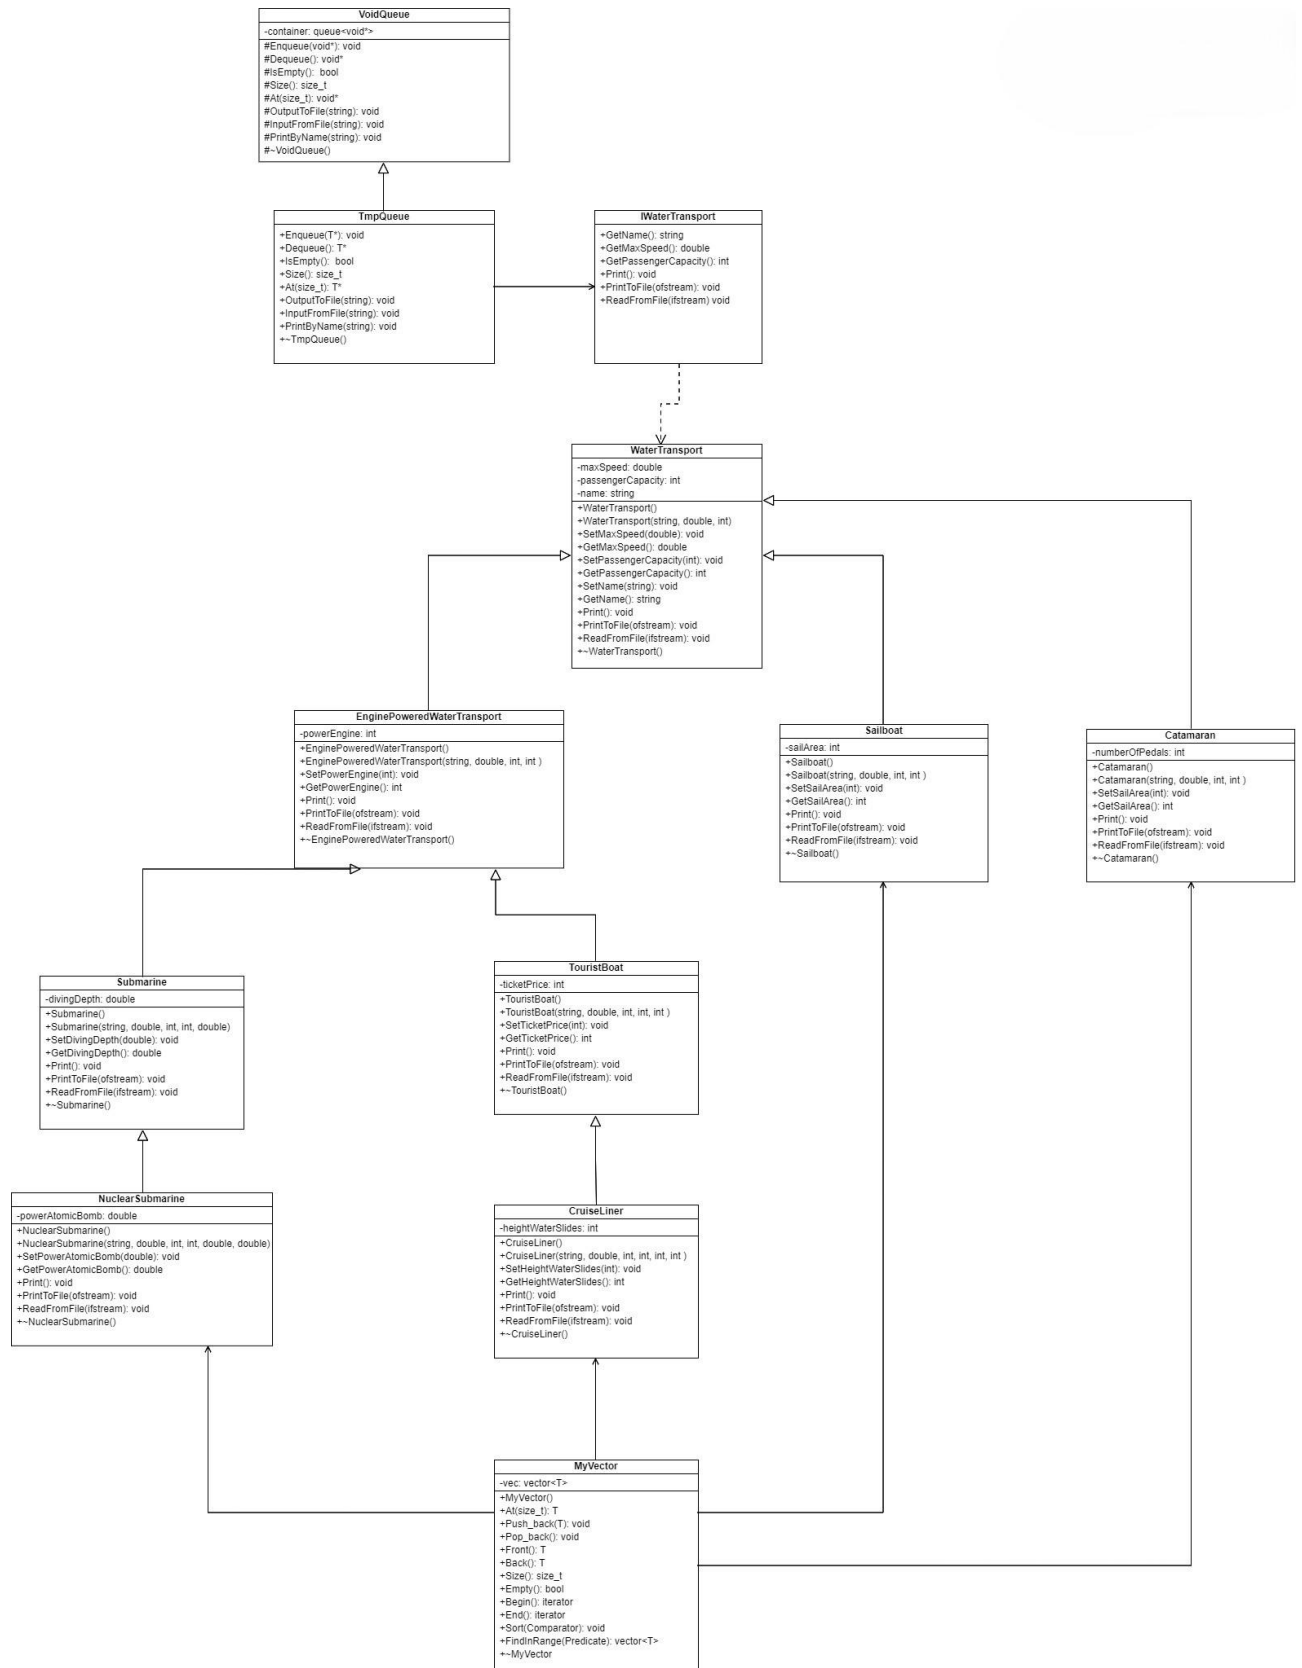 VoidQueue
-container: queue<void*>
#Enqueue(void*): void
#Dequeue(): void*
#IsEmpty():  bool
#Size(): size_t
#At(size_t): void*
#OutputToFile(string): void
#InputFromFile(string): void
#PrintByName(string): void
#~VoidQueue()
TmpQueue
+Enqueue(T*): void
+Dequeue(): T*
+IsEmpty():  bool
+Size(): size_t
+At(size_t): T*
+OutputToFile(string): void
+InputFromFile(string): void
+PrintByName(string): void
+~TmpQueue()
IWaterTransport
+GetName(): string
+GetMaxSpeed(): double
+GetPassengerCapacity(): int
+Print(): void
+PrintToFile(ofstream): void
+ReadFromFile(ifstream) void
WaterTransport
-maxSpeed: double
-passengerCapacity: int
-name: string
+WaterTransport()
+WaterTransport(string, double, int)
+SetMaxSpeed(double): void
+GetMaxSpeed(): double
+SetPassengerCapacity(int): void
+GetPassengerCapacity(): int
+SetName(string): void
+GetName(): string
+Print(): void
+PrintToFile(ofstream): void
+ReadFromFile(ifstream): void
+~WaterTransport()
EnginePoweredWaterTransport
-powerEngine: int
+EnginePoweredWaterTransport()
+EnginePoweredWaterTransport(string, double, int, int )
+SetPowerEngine(int): void
+GetPowerEngine(): int
+Print(): void
+PrintToFile(ofstream): void
+ReadFromFile(ifstream): void
+~EnginePoweredWaterTransport()
Sailboat
-sailArea: int
+Sailboat()
+Sailboat(string, double, int, int )
+SetSailArea(int): void
+GetSailArea(): int
+Print(): void
+PrintToFile(ofstream): void
+ReadFromFile(ifstream): void
+~Sailboat()
Catamaran
-numberOfPedals: int
+Catamaran()
+Catamaran(string, double, int, int )
+SetSailArea(int): void
+GetSailArea(): int
+Print(): void
+PrintToFile(ofstream): void
+ReadFromFile(ifstream): void
+~Catamaran()
Submarine
-divingDepth: double
+Submarine()
+Submarine(string, double, int, int, double)
+SetDivingDepth(double): void
+GetDivingDepth(): double
+Print(): void
+PrintToFile(ofstream): void
+ReadFromFile(ifstream): void
+~Submarine()
TouristBoat
-ticketPrice: int
+TouristBoat()
+TouristBoat(string, double, int, int, int )
+SetTicketPrice(int): void
+GetTicketPrice(): int
+Print(): void
+PrintToFile(ofstream): void
+ReadFromFile(ifstream): void
+~TouristBoat()
NuclearSubmarine
-powerAtomicBomb: double
+NuclearSubmarine()
+NuclearSubmarine(string, double, int, int, double, double)
+SetPowerAtomicBomb(double): void
+GetPowerAtomicBomb(): double
+Print(): void
+PrintToFile(ofstream): void
+ReadFromFile(ifstream): void
+~NuclearSubmarine()
CruiseLiner
-heightWaterSlides: int
+CruiseLiner()
+CruiseLiner(string, double, int, int, int, int )
+SetHeightWaterSlides(int): void
+GetHeightWaterSlides(): int
+Print(): void
+PrintToFile(ofstream): void
+ReadFromFile(ifstream): void
+~CruiseLiner()
MyVector
-vec: vector<T>
+MyVector()
+At(size_t): T
+Push_back(T): void
+Pop_back(): void
+Front(): T
+Back(): T
+Size(): size_t
+Empty(): bool
+Begin(): iterator
+End(): iterator
+Sort(Comparator): void
+FindInRange(Predicate): vector<T>
+~MyVector